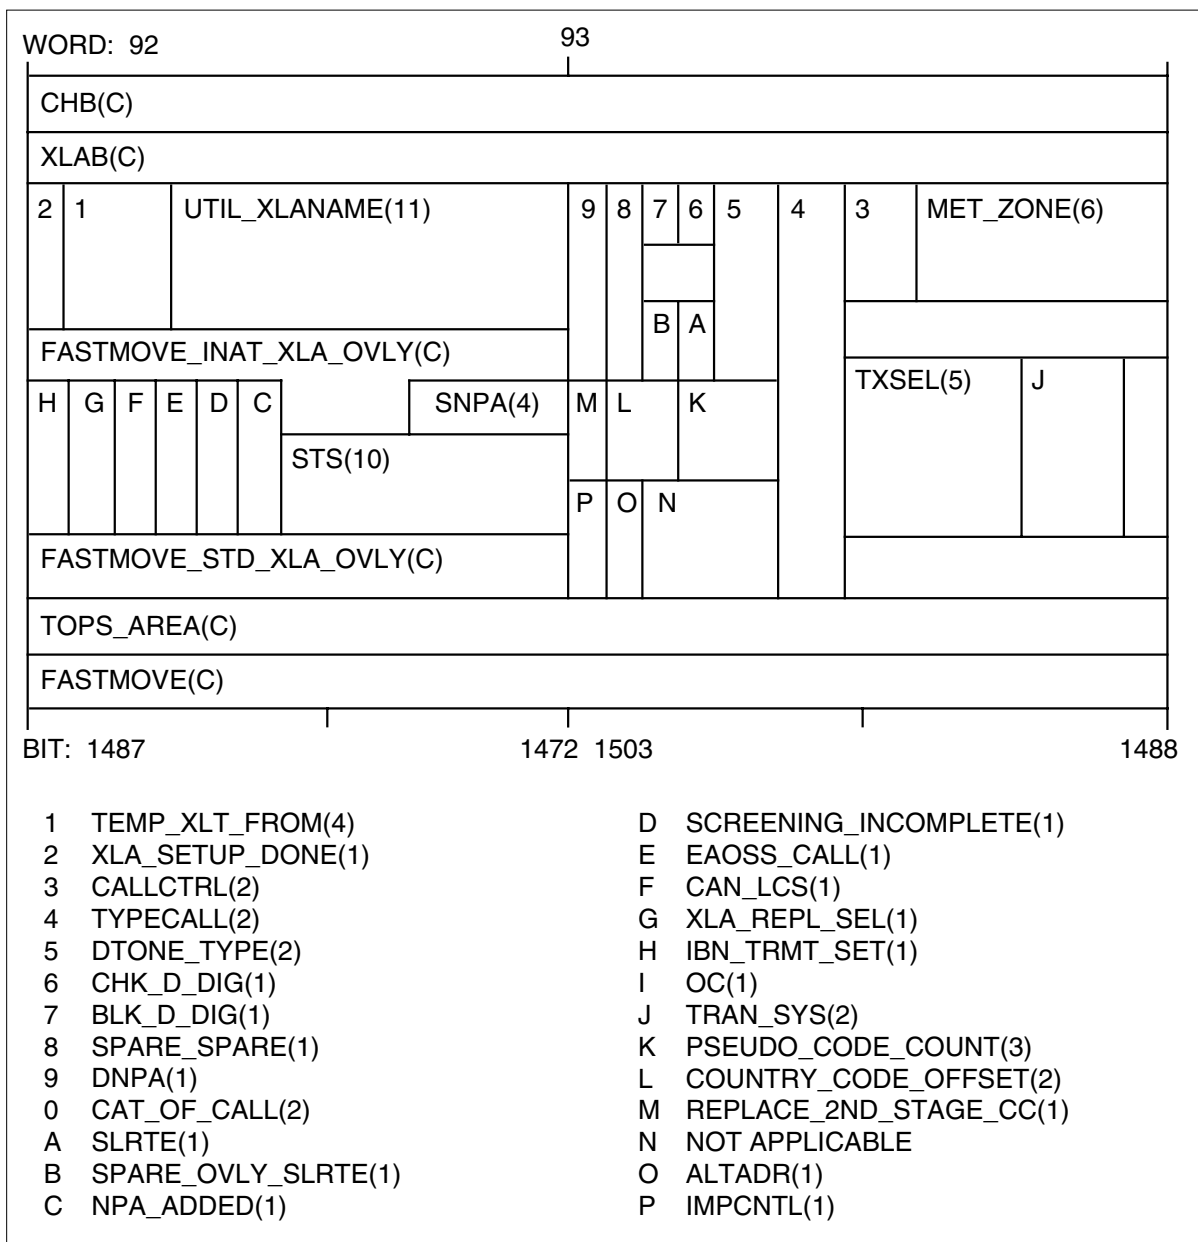 WORD: 92 93
CHB(C)
XLAB(C)
2 1 UTIL_XLANAME(11) 9 8 7 6 5 4 3 MET_ZONE(6)
B A
FASTMOVE_INAT_XLA_OVLY(C)
TXSEL(5) J
H G F E D C SNPA(4) M L K
STS(10)
P O N
FASTMOVE_STD_XLA_OVLY(C)
TOPS_AREA(C)
FASTMOVE(C)
BIT: 1487 1472 1503 1488
1 TEMP_XLT_FROM(4)
2 XLA_SETUP_DONE(1)
3 CALLCTRL(2)
4 TYPECALL(2)
5 DTONE_TYPE(2)
6 CHK_D_DIG(1)
7 BLK_D_DIG(1)
8 SPARE_SPARE(1)
9 DNPA(1)
0 CAT_OF_CALL(2)
A SLRTE(1)
B SPARE_OVLY_SLRTE(1)
C NPA_ADDED(1)
D SCREENING_INCOMPLETE(1)
E EAOSS_CALL(1)
F CAN_LCS(1)
G XLA_REPL_SEL(1)
H IBN_TRMT_SET(1)
I OC(1)
J TRAN_SYS(2)
K PSEUDO_CODE_COUNT(3)
L COUNTRY_CODE_OFFSET(2)
M REPLACE_2ND_STAGE_CC(1)
N NOT APPLICABLE
O ALTADR(1)
P IMPCNTL(1)